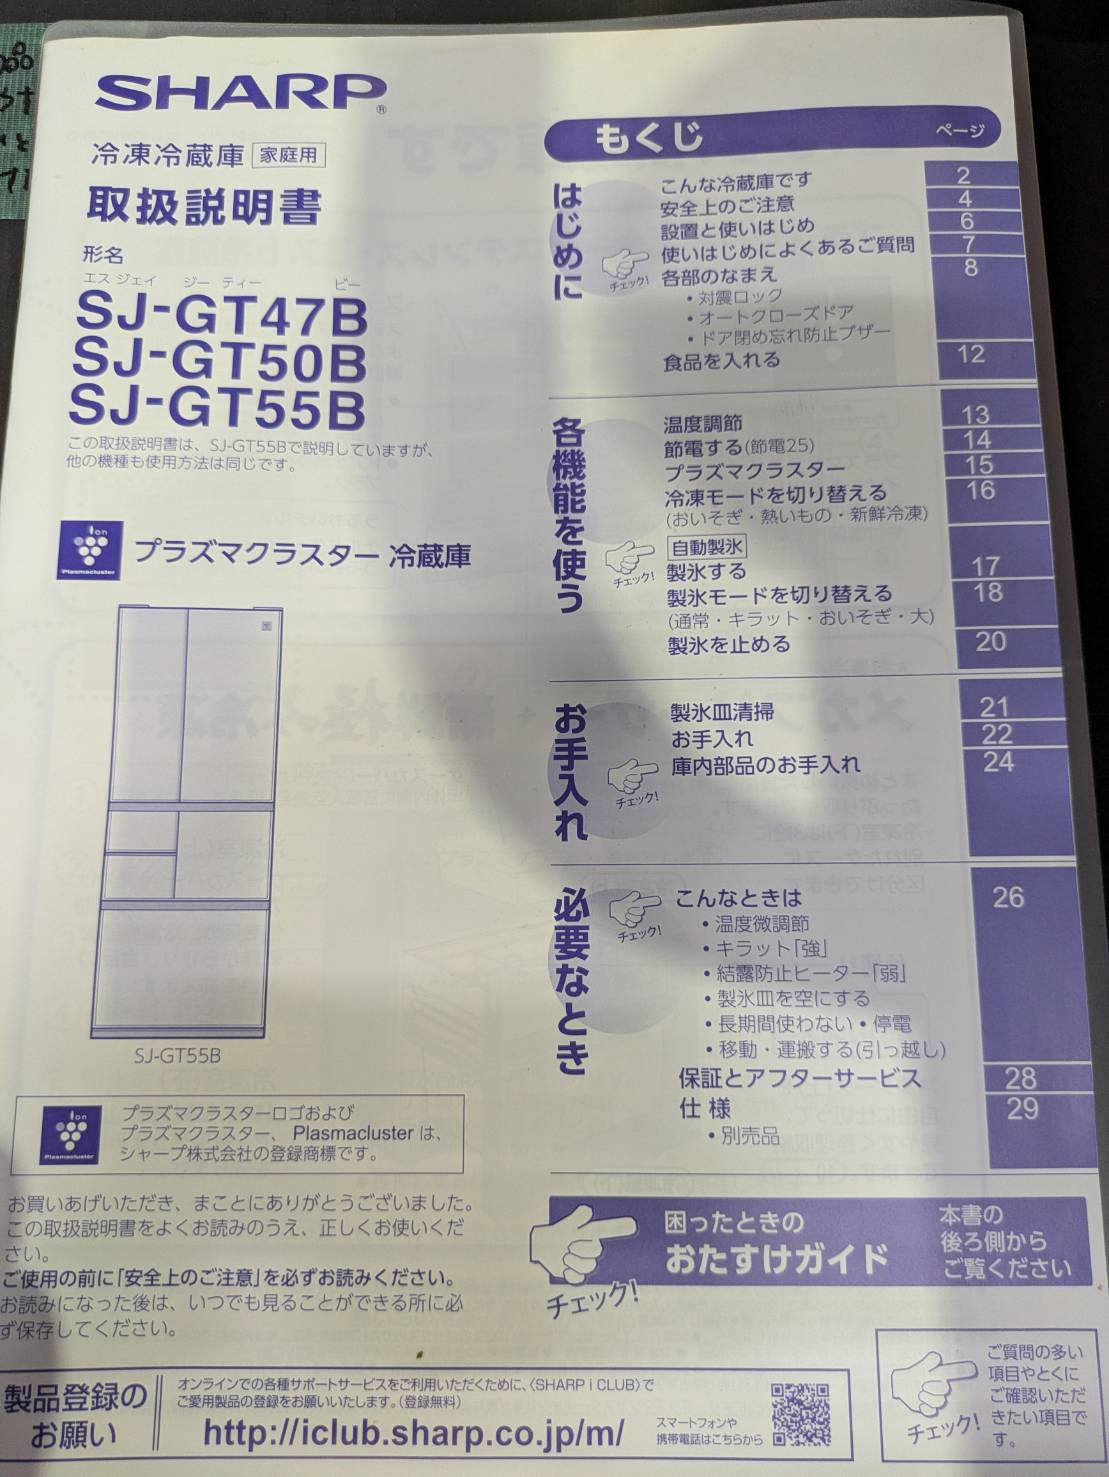 SHARP®
冷凍冷蔵庫 家庭用
取扱説明書
形名
エスジェイ ジー ティー ビー
SJ-GT47B
SJ-GT50B
SJ-GT55B
この取扱説明書は、SJ-GT55Bで説明していますが、
他の機種も使用方法は同じです。
Ion
Plasmacluster
プラズマクラスター 冷蔵庫
SJ-GT55B
Ion
Plasmacluster
プラズマクラスターロゴおよび
プラズマクラスター、 Plasmacluster は、
シャープ株式会社の登録商標です。
お買いあげいただき、まことにありがとうございました。
この取扱説明書をよくお読みのうえ、正しくお使いくだ
さい。
ご使用の前に「安全上のご注意」を必ずお読みください。
お読みになった後は、いつでも見ることができる所に必
ず保存してください。
もくじ ページ
はじめに
こんな冷蔵庫です 2
安全上のご注意 4
設置と使いはじめ 6
使いはじめによくあるご質問 7
チェック!
各部のなまえ 8
・対震ロック
・オートクローズドア
・ドア閉め忘れ防止ブザー
食品を入れる 12
各機能を使う
温度調節 13
節電する(節電25) 14
プラズマクラスター 15
冷凍モードを切り替える 16
(おいそぎ・熱いもの・新鮮冷凍)
チェック!
自動製氷
製氷する 17
製氷モードを切り替える 18
(通常・キラット・おいそぎ・大)
製氷を止める 20
お手入れ
製氷皿清掃 21
お手入れ 22
チェック!
庫内部品のお手入れ 24
必要なとき
チェック!
こんなときは 26
・温度微調節
・キラット「強」
・結露防止ヒーター「弱」
・製氷皿を空にする
・長期間使わない・停電
・移動・運搬する(引っ越し)
保証とアフターサービス 28
仕 様 29
・別売品
チェック!
困ったときの
おたすけガイド
本書の
後ろ側から
ご覧ください
製品登録の
お願い
オンラインでの各種サポートサービスをご利用いただくために、〈SHARP i CLUB〉で
ご愛用製品の登録をお願いいたします。(登録無料)
http://iclub.sharp.co.jp/m/
スマートフォンや
携帯電話はこちらから
チェック!
ご質問の多い
項目やとくに
ご確認いただ
きたい項目で
す。